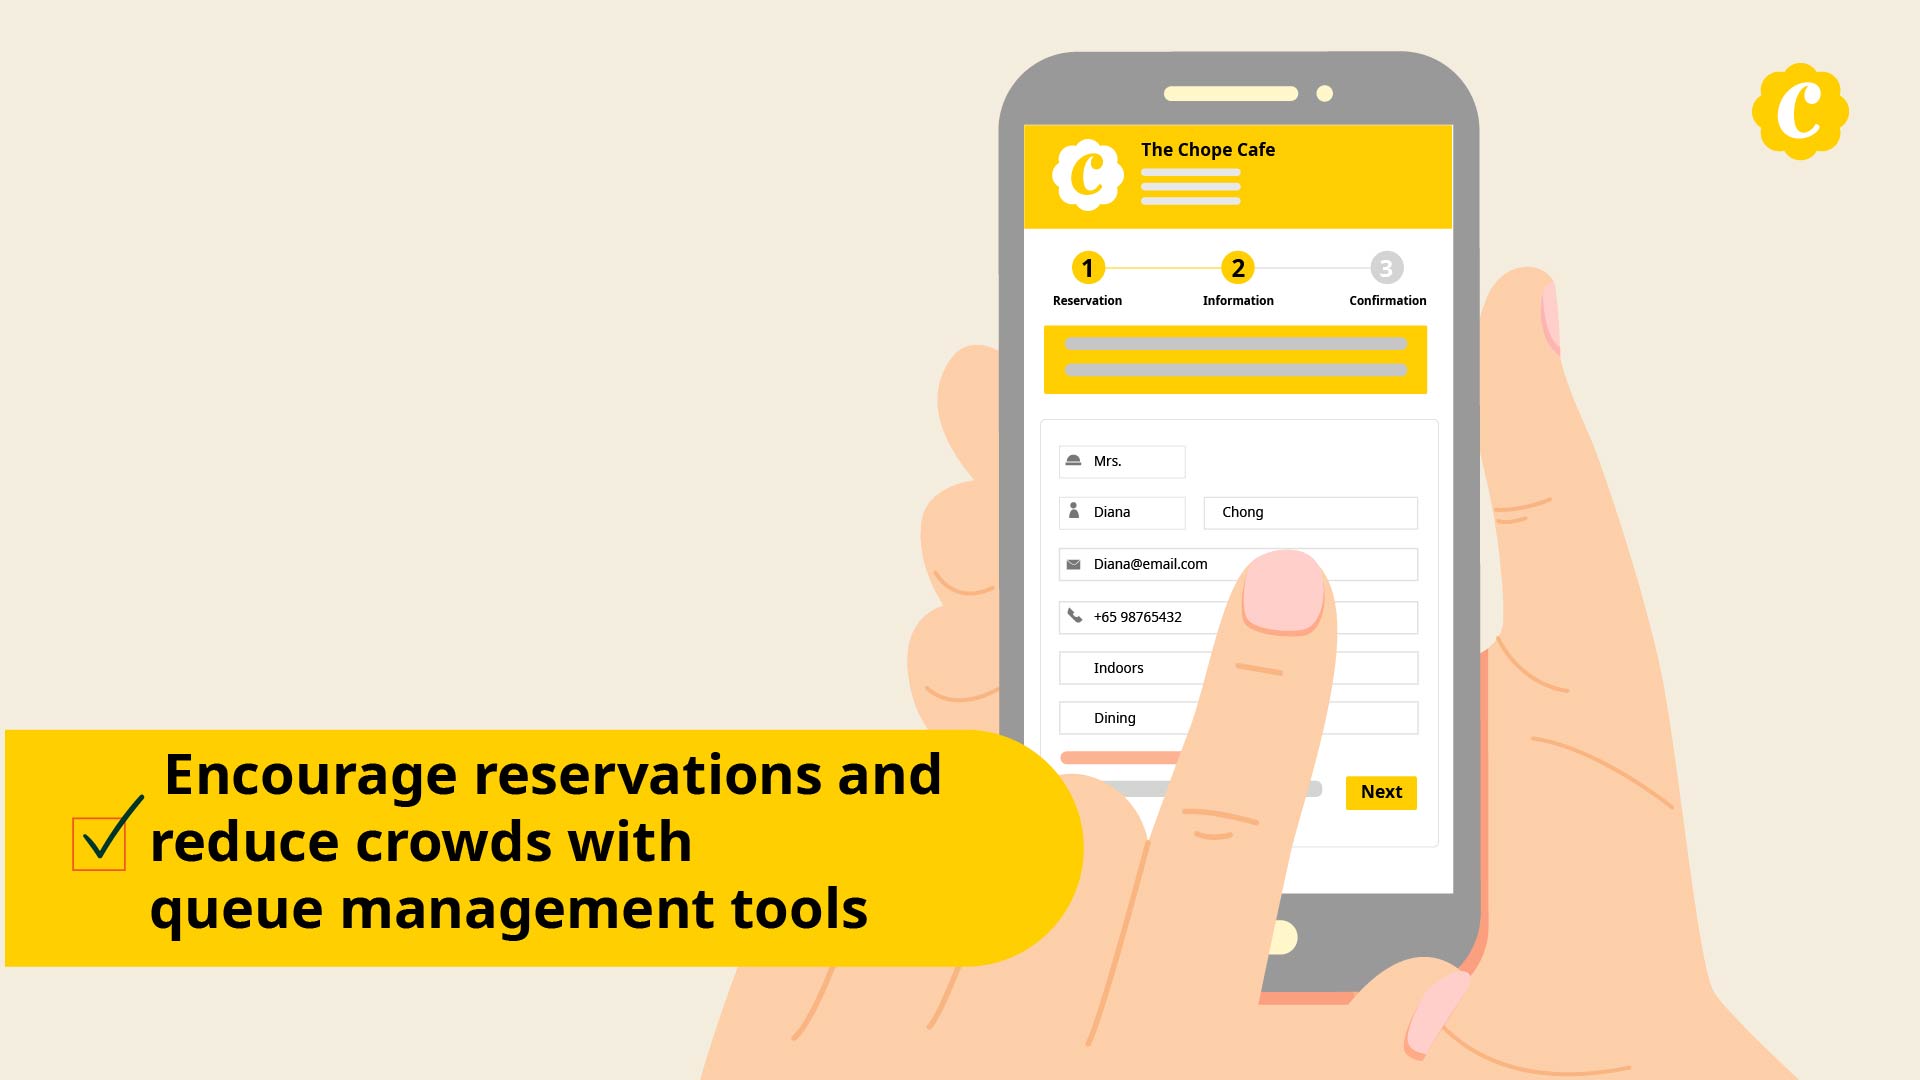 C
The Chope Cafe
C
1 2 3
Reservation Information Confirmation
Mrs.
Diana Chong
Diana@email.com
+65 98765432
Indoors
Dining
Next
Encourage reservations and
reduce crowds with
queue management tools